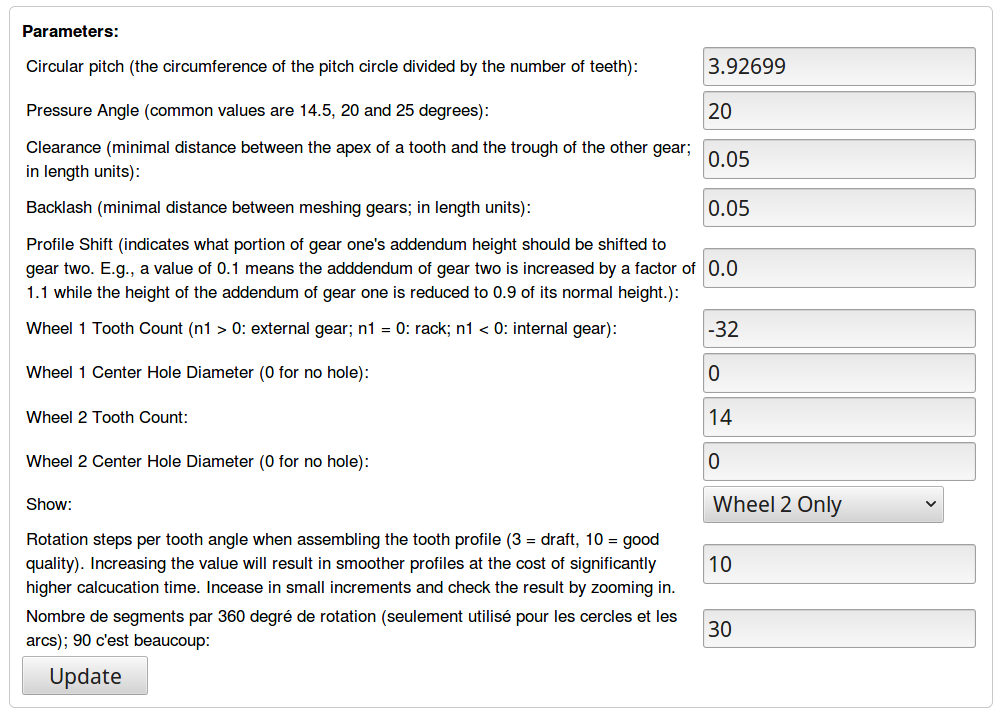 Parameters:
Circular pitch (the circumference of the pitch circle divided by the number of teeth): 3.92699
Pressure Angle (common values are 14.5, 20 and 25 degrees): 20
Clearance (minimal distance between the apex of a tooth and the trough of the other gear;
in length units): 0.05
Backlash (minimal distance between meshing gears; in length units): 0.05
Profile Shift (indicates what portion of gear one's addendum height should be shifted to
gear two. E.g., a value of 0.1 means the adddendum of gear two is increased by a factor of
1.1 while the height of the addendum of gear one is reduced to 0.9 of its normal height.): 0.0
Wheel 1 Tooth Count (n1 > 0: external gear; n1 = 0: rack; n1 < 0: internal gear): -32
Wheel 1 Center Hole Diameter (0 for no hole): 0
Wheel 2 Tooth Count: 14
Wheel 2 Center Hole Diameter (0 for no hole): 0
Show: Wheel 2 Only
Rotation steps per tooth angle when assembling the tooth profile (3 = draft, 10 = good
quality). Increasing the value will result in smoother profiles at the cost of significantly
higher calcucation time. Incease in small increments and check the result by zooming in. 10
Nombre de segments par 360 degré de rotation (seulement utilisé pour les cercles et les
arcs); 90 c'est beaucoup: 30
Update